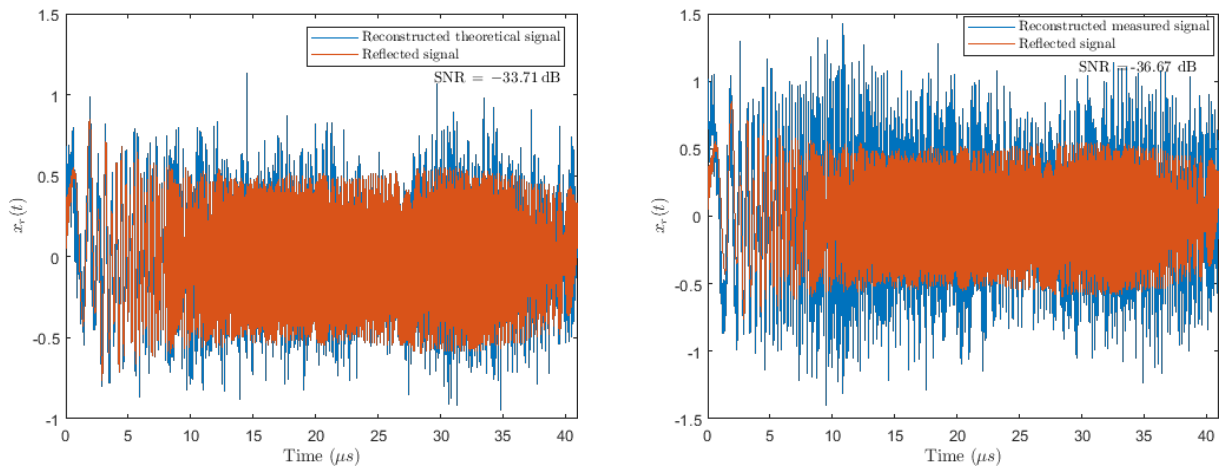 1.5
1
0.5
0
-0.5
-1
0 5 10 15 20 25 30 35 40
Time (μs)
x_r(t)
Reconstructed theoretical signal
Reflected signal
SNR = −33.71 dB
1.5
1
0.5
0
-0.5
-1
-1.5
0 5 10 15 20 25 30 35 40
Time (μs)
x_r(t)
Reconstructed measured signal
Reflected signal
SNR = -36.67 dB